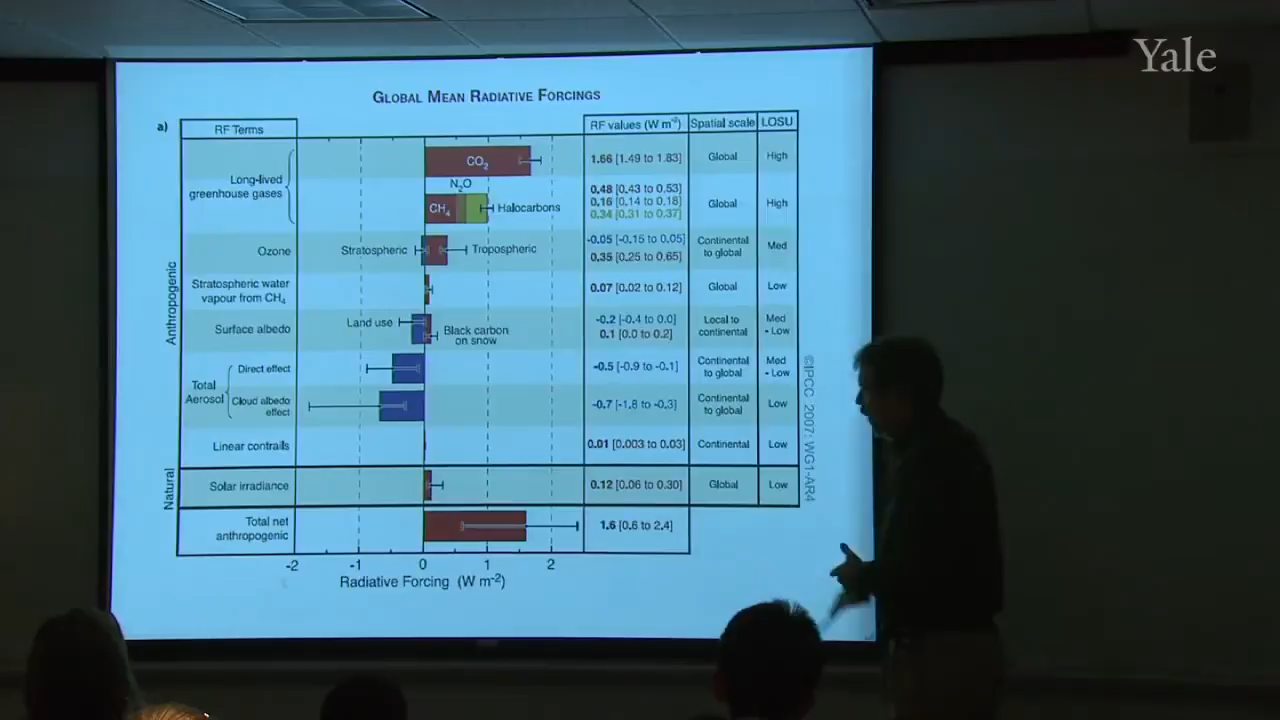 Yale
GLOBAL MEAN RADIATIVE FORCINGS
a)
RF Terms
RF values (W m⁻²)
Spatial scale
LOSU
Anthropogenic
Long-lived
greenhouse gases
CO₂
1.66 [1.49 to 1.83]
Global
High
N₂O
CH₄
Halocarbons
0.48 [0.43 to 0.53]
0.16 [0.14 to 0.18]
0.34 [0.31 to 0.37]
Global
High
Ozone
Stratospheric
Tropospheric
-0.05 [-0.15 to 0.05]
0.35 [0.25 to 0.65]
Continental
to global
Med
Stratospheric water
vapour from CH₄
0.07 [0.02 to 0.12]
Global
Low
Surface albedo
Land use
Black carbon
on snow
-0.2 [-0.4 to 0.0]
0.1 [0.0 to 0.2]
Local to
continental
Med
- Low
Total
Aerosol
Direct effect
-0.5 [-0.9 to -0.1]
Continental
to global
Med
- Low
Cloud albedo
effect
-0.7 [-1.8 to -0.3]
Continental
to global
Low
Linear contrails
0.01 [0.003 to 0.03]
Continental
Low
Natural
Solar irradiance
0.12 [0.06 to 0.30]
Global
Low
Total net
anthropogenic
1.6 [0.6 to 2.4]
-2 -1 0 1 2
Radiative Forcing (W m⁻²)
©IPCC 2007: WG1-AR4